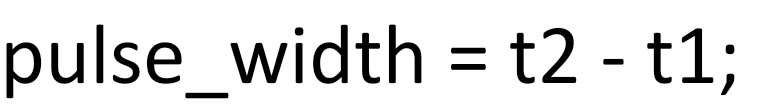 pulse_width = t2 - t1;